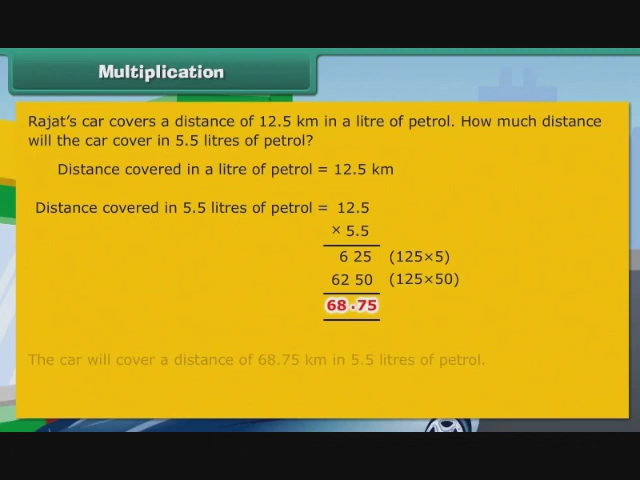 Multiplication
Rajat's car covers a distance of 12.5 km in a litre of petrol. How much distance
will the car cover in 5.5 litres of petrol?
Distance covered in a litre of petrol = 12.5 km
Distance covered in 5.5 litres of petrol = 12.5
× 5.5
6 25 (125×5)
62 50 (125×50)
68.75
The car will cover a distance of 68.75 km in 5.5 litres of petrol.